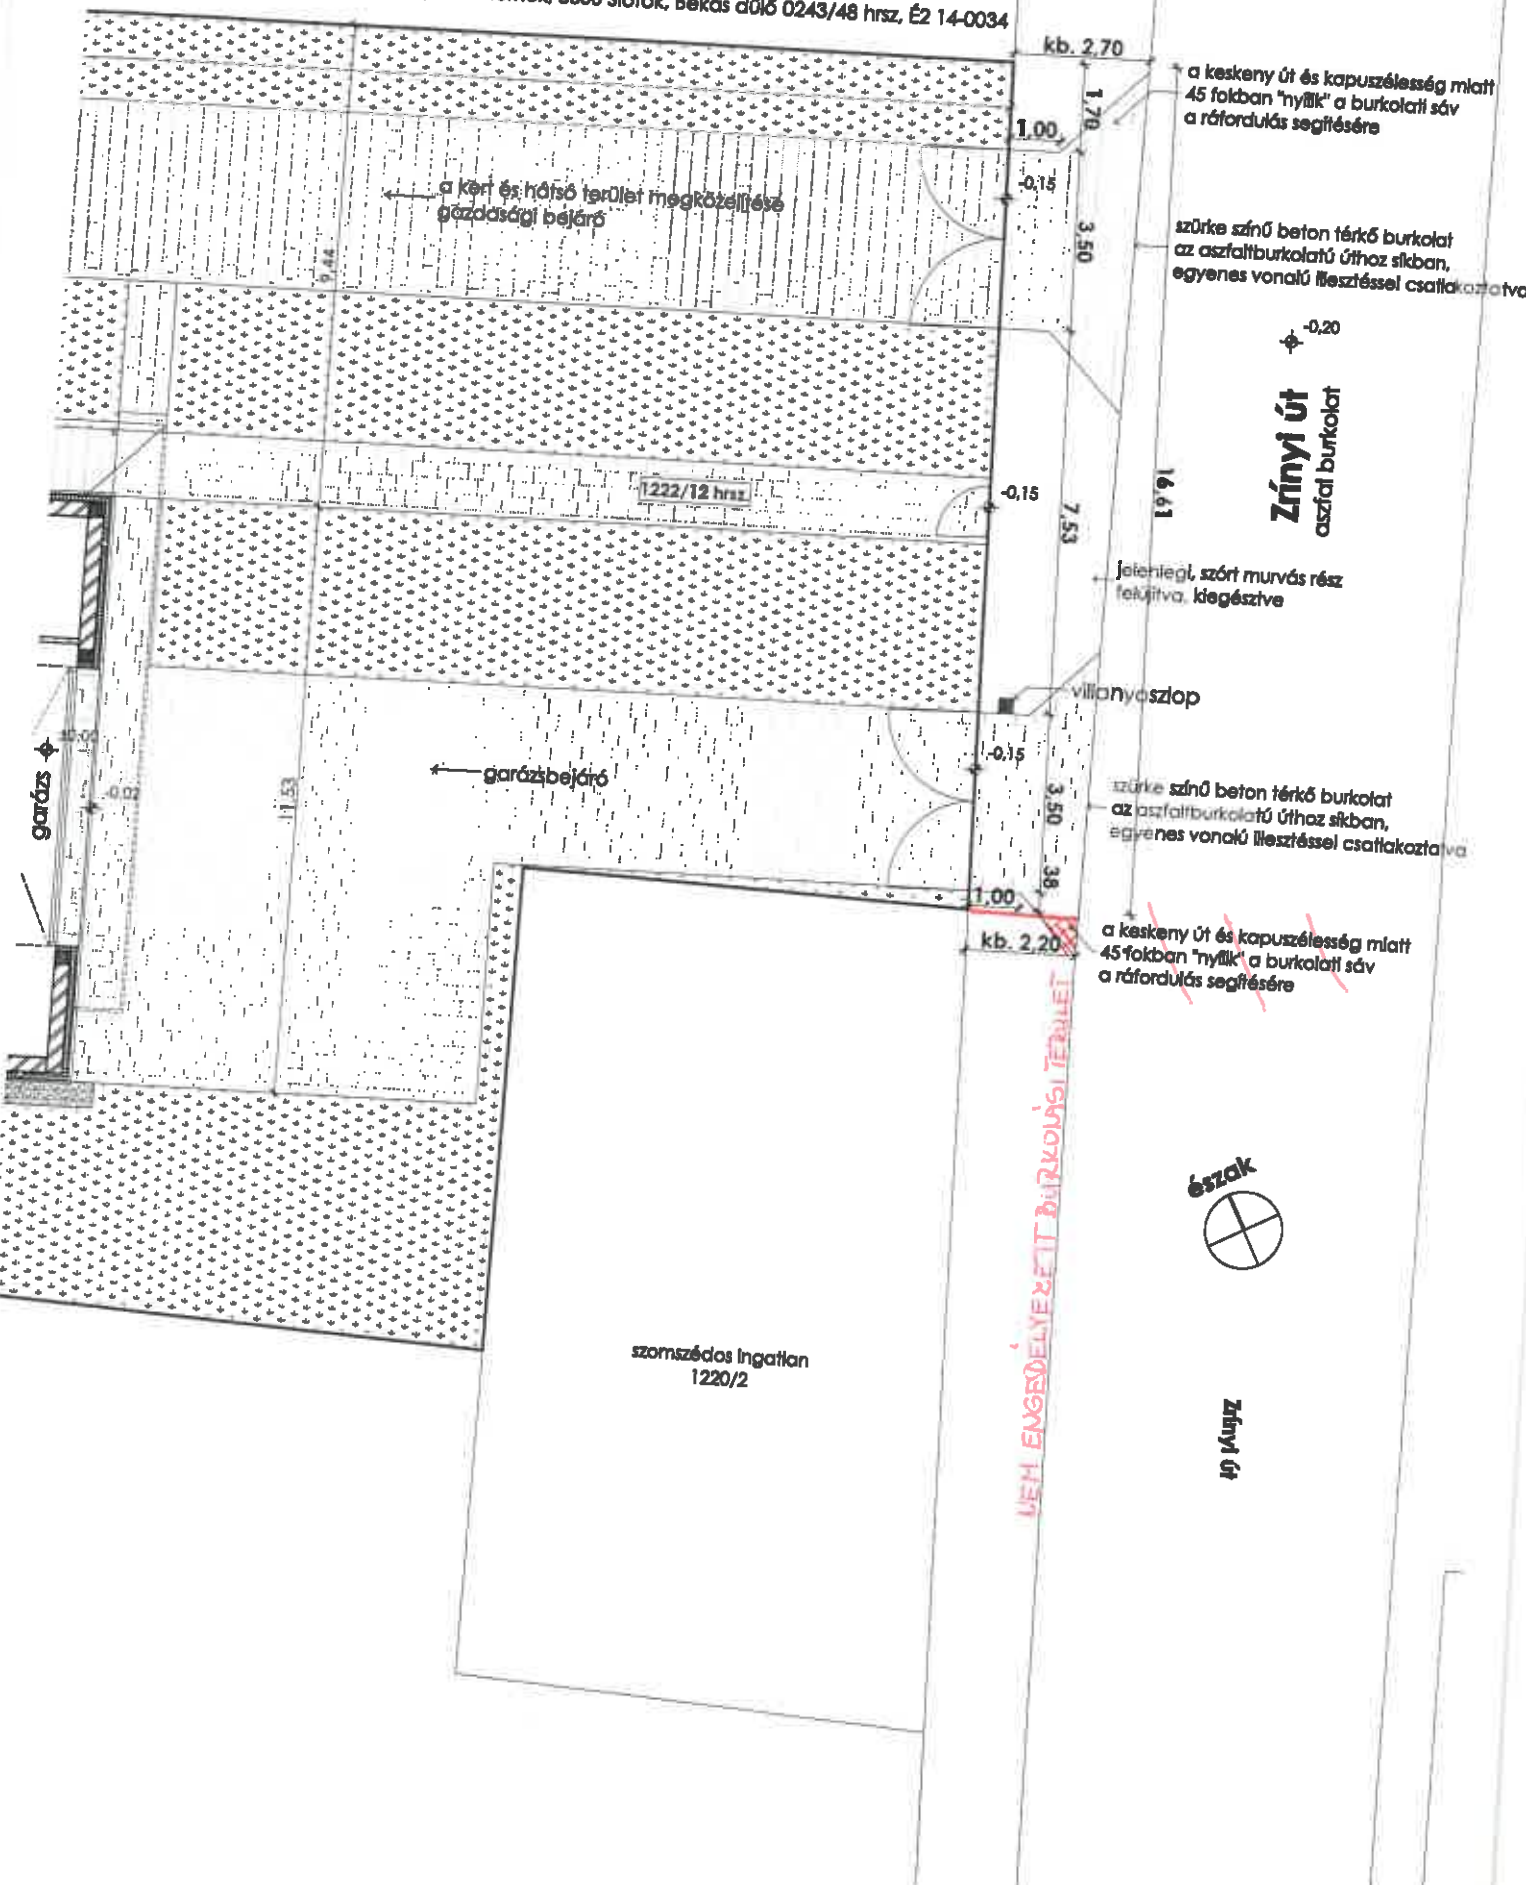 8600 Siófok, Békás dűlő 0243/48 hrsz, É2 14-0034
kb. 2,70
a keskeny út és kapuszélesség miatt
45 fokban "nyílik" a burkolati sáv
a ráfordulás segítésére
1,70
1,00
-0,15
a kert és hátsó terület megközelítése
gazdasági bejáró
3,50
szürke színű beton térkő burkolat
az aszfaltburkolatú úthoz síkban,
egyenes vonalú illesztéssel csatlakoztatva
9,44
-0,20
Zrínyi út
aszfal burkolat
16,61
1222/12 hrsz.
-0,15
7,53
jelenlegi, szórt murvás rész
felújítva, kiegészítve
villanyoszlop
garázs
±0,00
-0,02
11,53
garázsbejáró
-0,15
3,50
szürke színű beton térkő burkolat
az aszfaltburkolatú úthoz síkban,
egyenes vonalú illesztéssel csatlakoztatva
38
1,00
kb. 2,20
a keskeny út és kapuszélesség miatt
45 fokban "nyílik" a burkolati sáv
a ráfordulás segítésére
NEM ENGEDÉLYEZETT BURKOLÁSI TERÜLET
észak
szomszédos ingatlan
1220/2
Zrínyi út